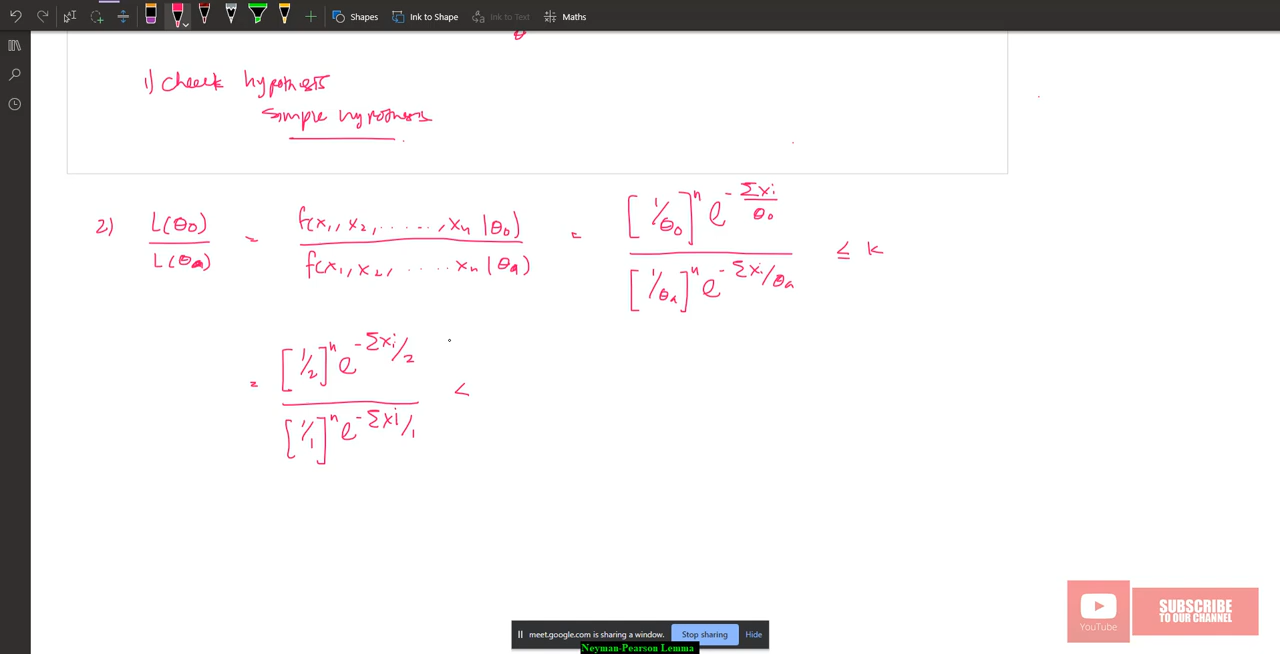 Shapes Ink to Shape Ink to Text Maths
1) Check hypothesis
Simple hypothesis
2) L(θ₀) / L(θₐ) = f(x₁, x₂, ......, xₙ |θ₀) / f(x₁, x₂, ..... xₙ |θₐ) = [1/θ₀]ⁿ e^(-Σxi/θ₀) / [1/θₐ]ⁿ e^(-Σxi/θₐ) ≤ K
= [1/2]ⁿ e^(-Σxi/2) / [1/1]ⁿ e^(-Σxi/1) <
YouTube
SUBSCRIBE
TO OUR CHANNEL
meet.google.com is sharing a window. Stop sharing Hide
Neyman-Pearson Lemma